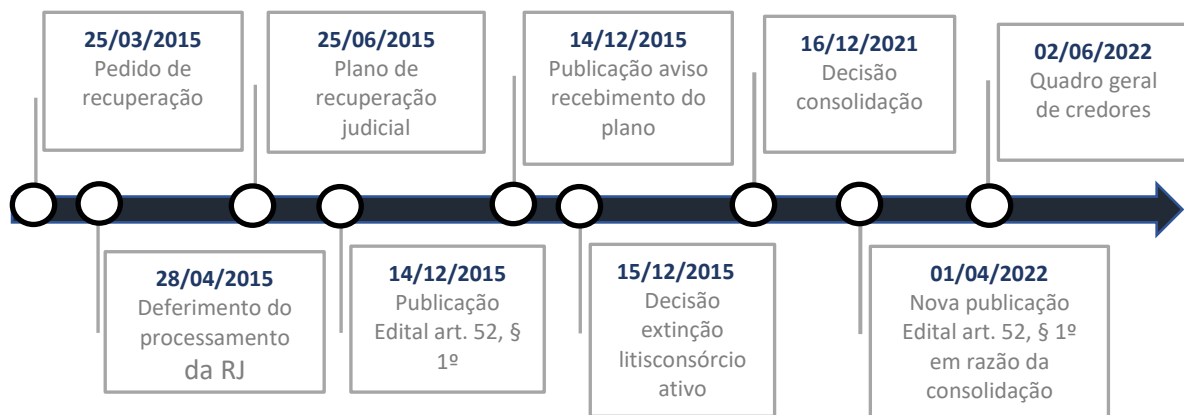 25/03/2015
Pedido de
recuperação
25/06/2015
Plano de
recuperação
judicial
14/12/2015
Publicação aviso
recebimento do
plano
16/12/2021
Decisão
consolidação
02/06/2022
Quadro geral
de credores
28/04/2015
Deferimento do
processamento
da RJ
14/12/2015
Publicação
Edital art. 52, §
1º
15/12/2015
Decisão
extinção
litisconsórcio
ativo
01/04/2022
Nova publicação
Edital art. 52, § 1º
em razão da
consolidação